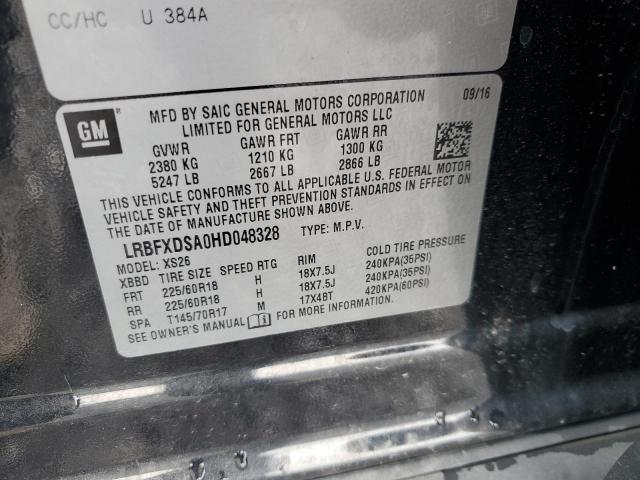 CC/HC U 384A
GM
MFD BY SAIC GENERAL MOTORS CORPORATION 09/16
LIMITED FOR GENERAL MOTORS LLC
GVWR GAWR FRT GAWR RR
2380 KG 1210 KG 1300 KG
5247 LB 2667 LB 2866 LB
THIS VEHICLE CONFORMS TO ALL APPLICABLE U.S. FEDERAL MOTOR
VEHICLE SAFETY AND THEFT PREVENTION STANDARDS IN EFFECT ON
THE DATE OF MANUFACTURE SHOWN ABOVE.
LRBFXDSA0HD048328 TYPE: M.P.V.
MODEL: XS26
XBBD TIRE SIZE SPEED RTG RIM COLD TIRE PRESSURE
FRT 225/60R18 H 18X7.5J 240KPA(35PSI)
RR 225/60R18 H 18X7.5J 240KPA(35PSI)
SPA T145/70R17 M 17X4BT 420KPA(60PSI)
SEE OWNER'S MANUAL FOR MORE INFORMATION